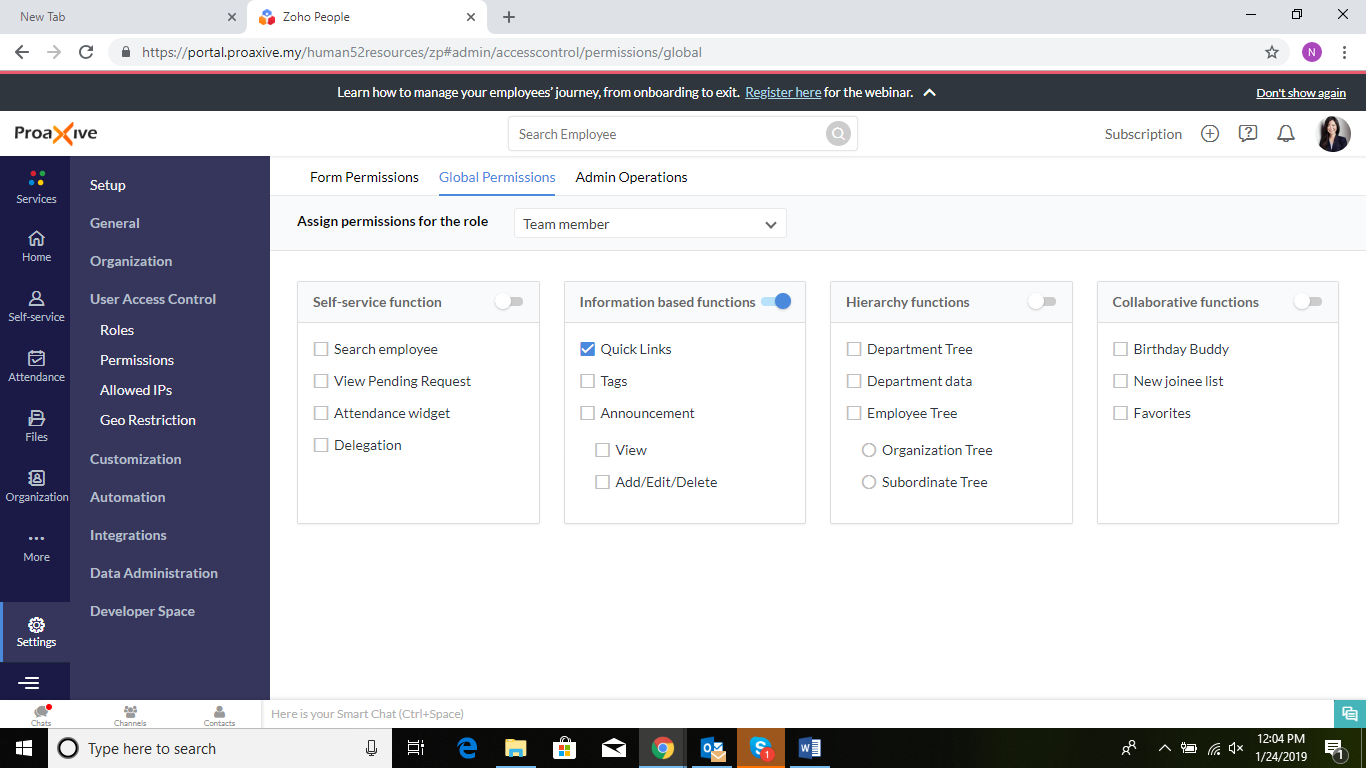 New Tab
Zoho People
https://portal.proaxive.my/human52resources/zp#admin/accesscontrol/permissions/global
N
Learn how to manage your employees' journey, from onboarding to exit. Register here for the webinar.
Don't show again
ProaXive
Search Employee
Subscription
Services
Home
Self-service
Attendance
Files
Organization
More
Settings
Setup
General
Organization
User Access Control
Roles
Permissions
Allowed IPs
Geo Restriction
Customization
Automation
Integrations
Data Administration
Developer Space
Form Permissions
Global Permissions
Admin Operations
Assign permissions for the role
Team member
Self-service function
Search employee
View Pending Request
Attendance widget
Delegation
Information based functions
Quick Links
Tags
Announcement
View
Add/Edit/Delete
Hierarchy functions
Department Tree
Department data
Employee Tree
Organization Tree
Subordinate Tree
Collaborative functions
Birthday Buddy
New joinee list
Favorites
Chats
Channels
Contacts
Here is your Smart Chat (Ctrl+Space)
Type here to search
1
12:04 PM
1/24/2019
1